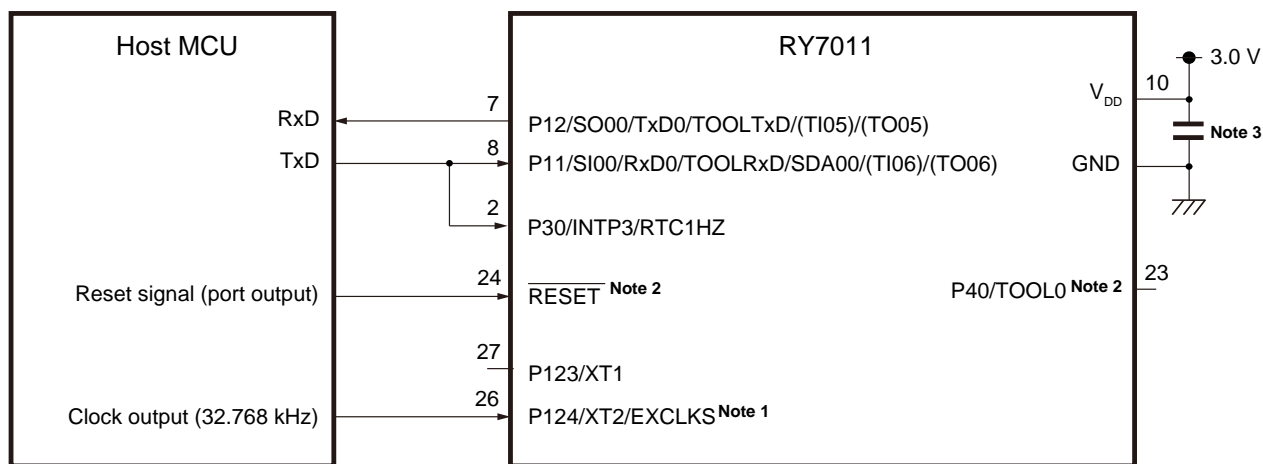 Host MCU
RY7011
3.0 V
10
VDD
7
RxD
P12/SO00/TxD0/TOOLTxD/(TI05)/(TO05)
Note 3
8
TxD
P11/SI00/RxD0/TOOLRxD/SDA00/(TI06)/(TO06)
GND
2
P30/INTP3/RTC1HZ
24
23
Reset signal (port output)
RESET Note 2
P40/TOOL0 Note 2
27
P123/XT1
26
Clock output (32.768 kHz)
P124/XT2/EXCLKS Note 1